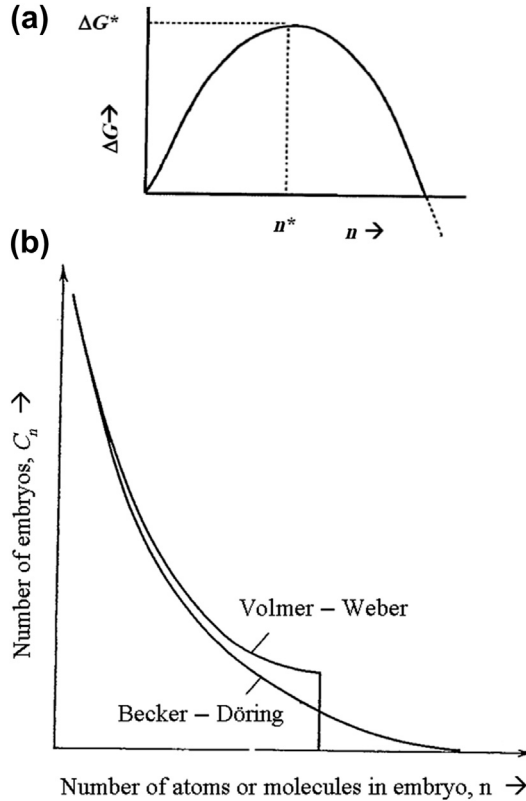 (a)
ΔG*
ΔG→
n*
n →
(b)
Number of embryos, Cn →
Volmer – Weber
Becker – Döring
Number of atoms or molecules in embryo, n →